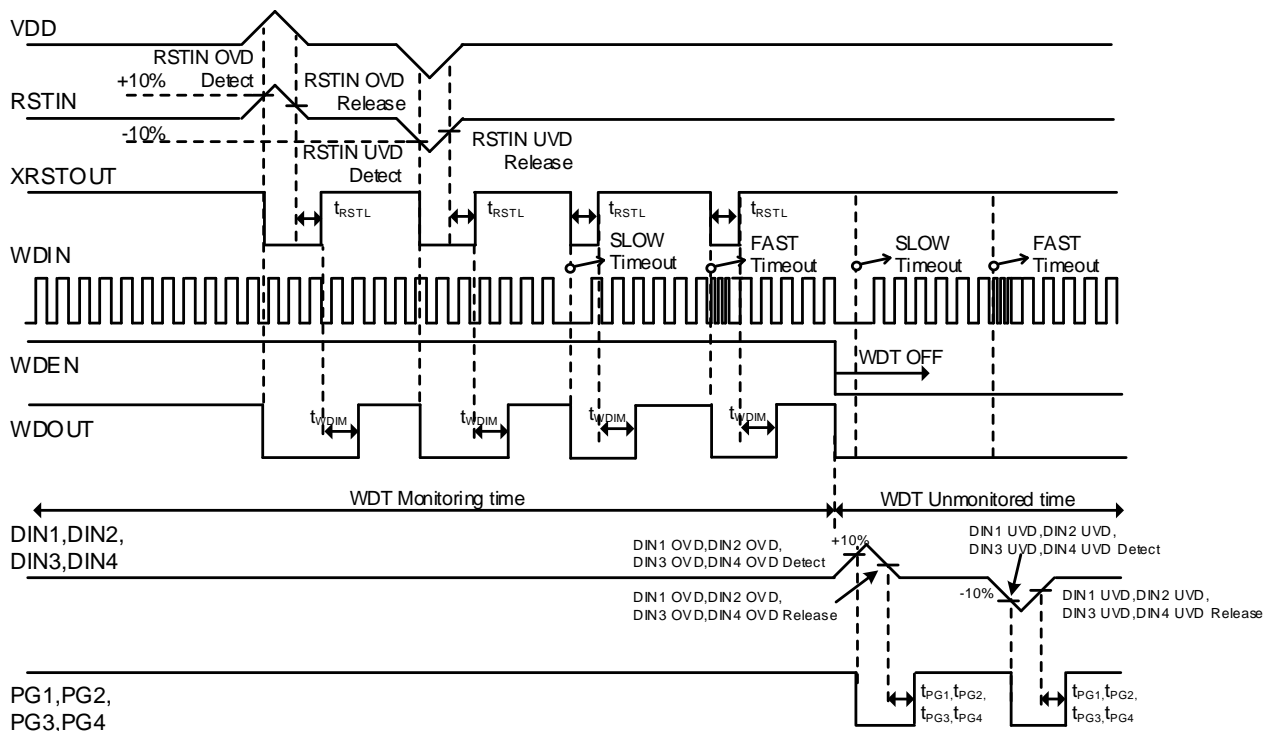 VDD
RSTIN OVD
Detect
+10%
RSTIN OVD
Release
RSTIN
-10%
RSTIN UVD
Detect
RSTIN UVD
Release
XRSTOUT
tRSTL
tRSTL
tRSTL
tRSTL
SLOW
Timeout
FAST
Timeout
SLOW
Timeout
FAST
Timeout
WDIN
WDEN
WDT OFF
WDOUT
tWDIM
tWDIM
tWDIM
tWDIM
WDT Monitoring time
WDT Unmonitored time
DIN1,DIN2,
DIN3,DIN4
DIN1 OVD,DIN2 OVD,
DIN3 OVD,DIN4 OVD Detect
+10%
DIN1 UVD,DIN2 UVD,
DIN3 UVD,DIN4 UVD Detect
DIN1 OVD,DIN2 OVD,
DIN3 OVD,DIN4 OVD Release
-10%
DIN1 UVD,DIN2 UVD,
DIN3 UVD,DIN4 UVD Release
PG1,PG2,
PG3,PG4
tPG1,tPG2,
tPG3,tPG4
tPG1,tPG2,
tPG3,tPG4